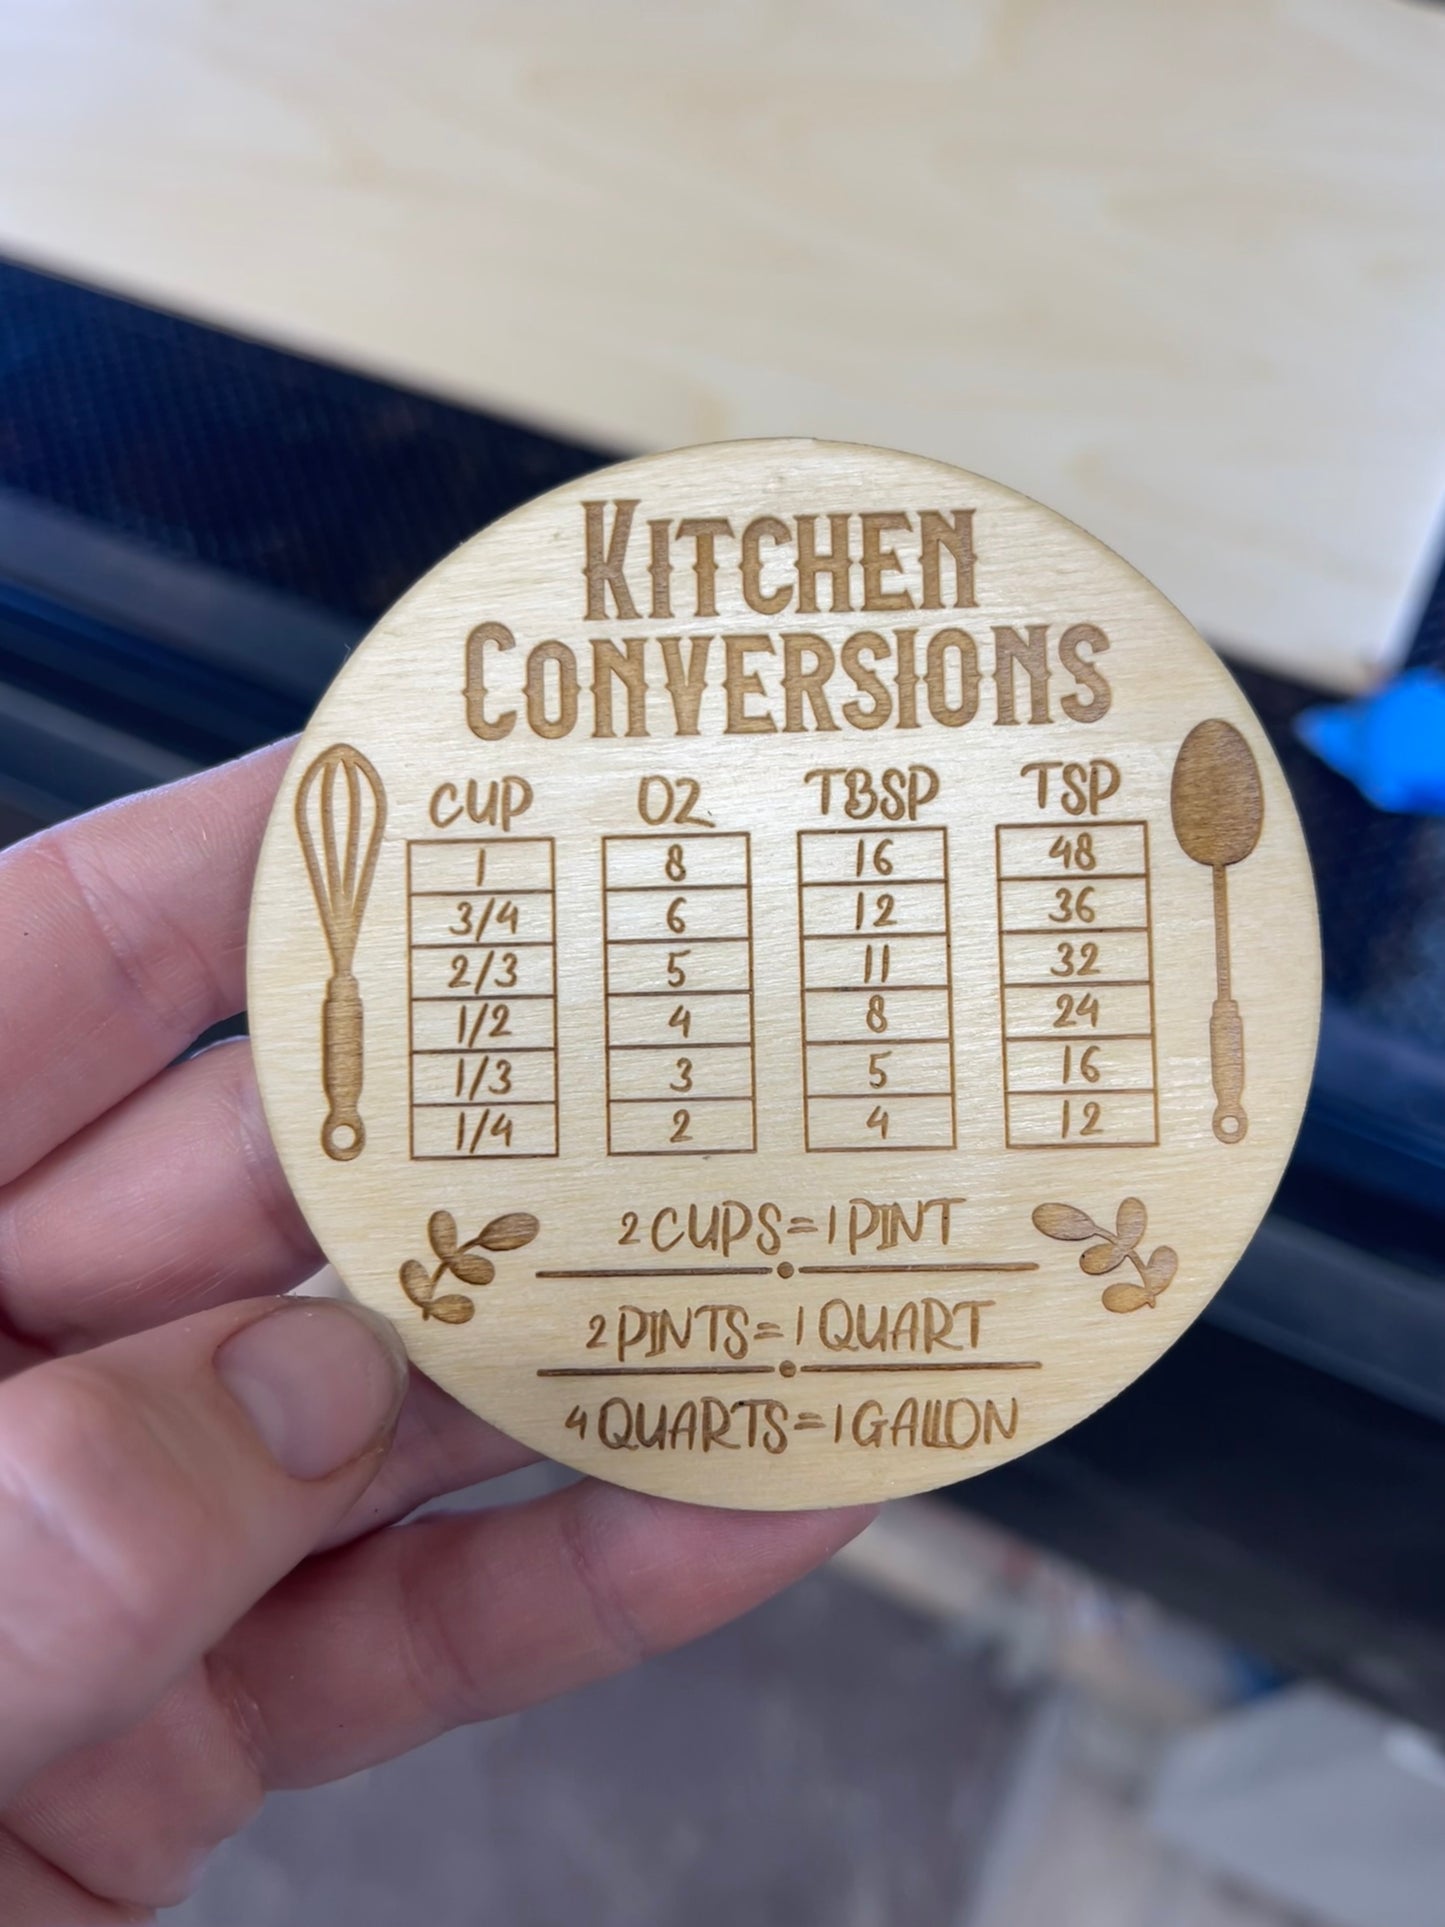 KITCHEN
CONVERSIONS
CUP OZ TBSP TSP
1 8 16 48
3/4 6 12 36
2/3 5 11 32
1/2 4 8 24
1/3 3 5 16
1/4 2 4 12
2 CUPS = 1 PINT
2 PINTS = 1 QUART
4 QUARTS = 1 GALLON